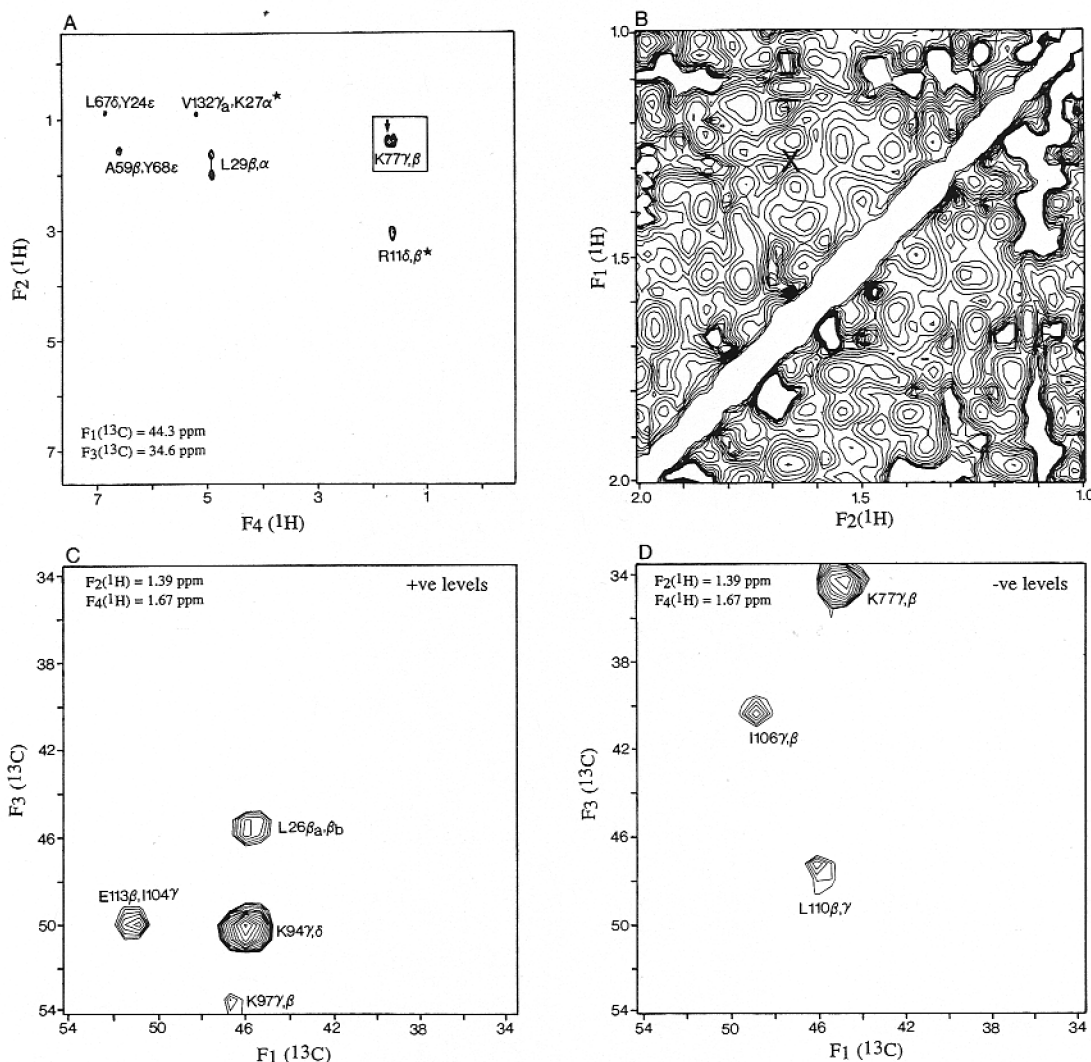 A
L67δ,Y24ε
V132γa,K27α*
1
A59β,Y68ε
L29β,α
K77γ,β
3
R11δ,β*
F2 (1H)
5
F1(13C) = 44.3 ppm
F3(13C) = 34.6 ppm
7
7 5 3 1
F4 (1H)
B
1.0
F1 (1H)
1.5
2.0
2.0 1.5 1.0
F2(1H)
C
34
F2(1H) = 1.39 ppm
F4(1H) = 1.67 ppm
+ve levels
38
42
F3 (13C)
46
L26βa,βb
E113β,I104γ
50
K94γ,δ
K97γ,β
54
54 50 46 42 38 34
F1 (13C)
D
34
F2(1H) = 1.39 ppm
F4(1H) = 1.67 ppm
-ve levels
K77γ,β
38
I106γ,β
42
F3 (13C)
46
L110β,γ
50
54
54 50 46 42 38 34
F1 (13C)